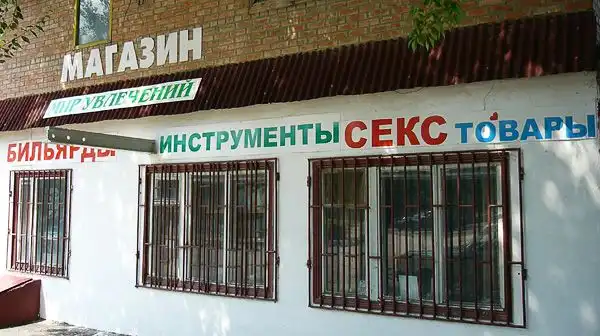 МАГАЗИН
МИР УВЛЕЧЕНИЙ
БИЛЬЯРДЫ ИНСТРУМЕНТЫ СЕКС ТОВАРЫ